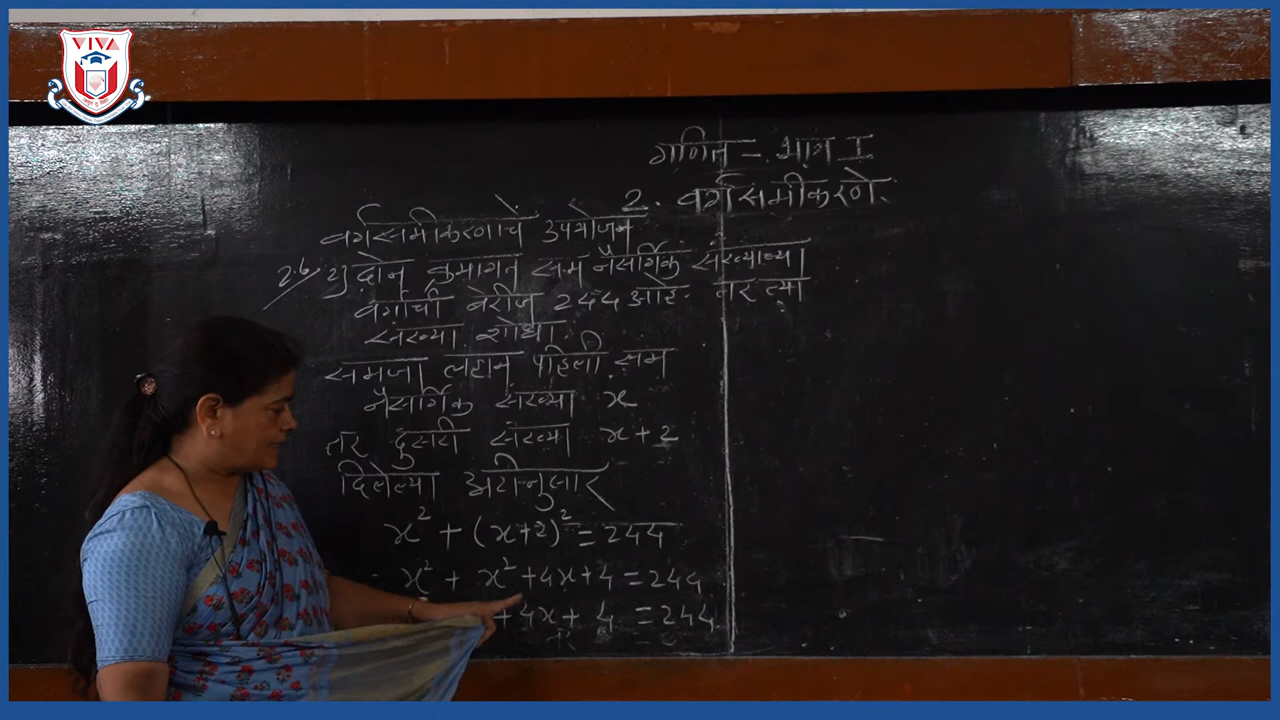 VIVA
गणित - भाग I
2. वर्गसमीकरणे.
वर्गसमीकरणाचे उपयोजन
2.6 1) दोन क्रमागत सम नैसर्गिक संख्यांच्या
वर्गांची बेरीज 244 आहे. तर त्या
संख्या शोधा.
समजा लहान पहिली सम
नैसर्गिक संख्या x
तर दुसरी संख्या x + 2
दिलेल्या अटीनुसार
x² + (x+2)² = 244
x² + x² + 4x + 4 = 244
+ 4x + 4 = 244.